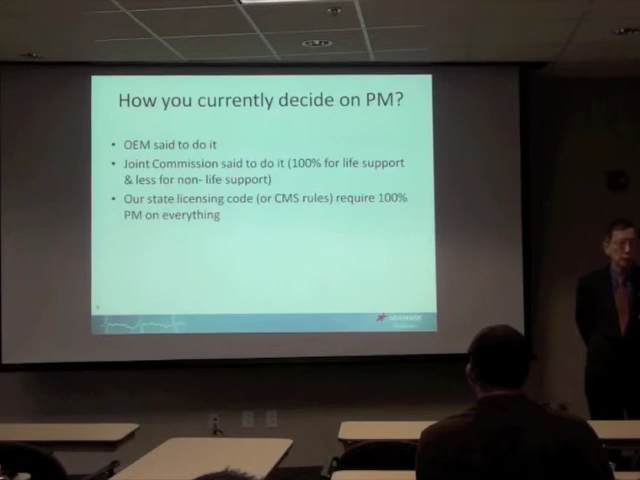 How you currently decide on PM?
• OEM said to do it
• Joint Commission said to do it (100% for life support
& less for non- life support)
• Our state licensing code (or CMS rules) require 100%
PM on everything